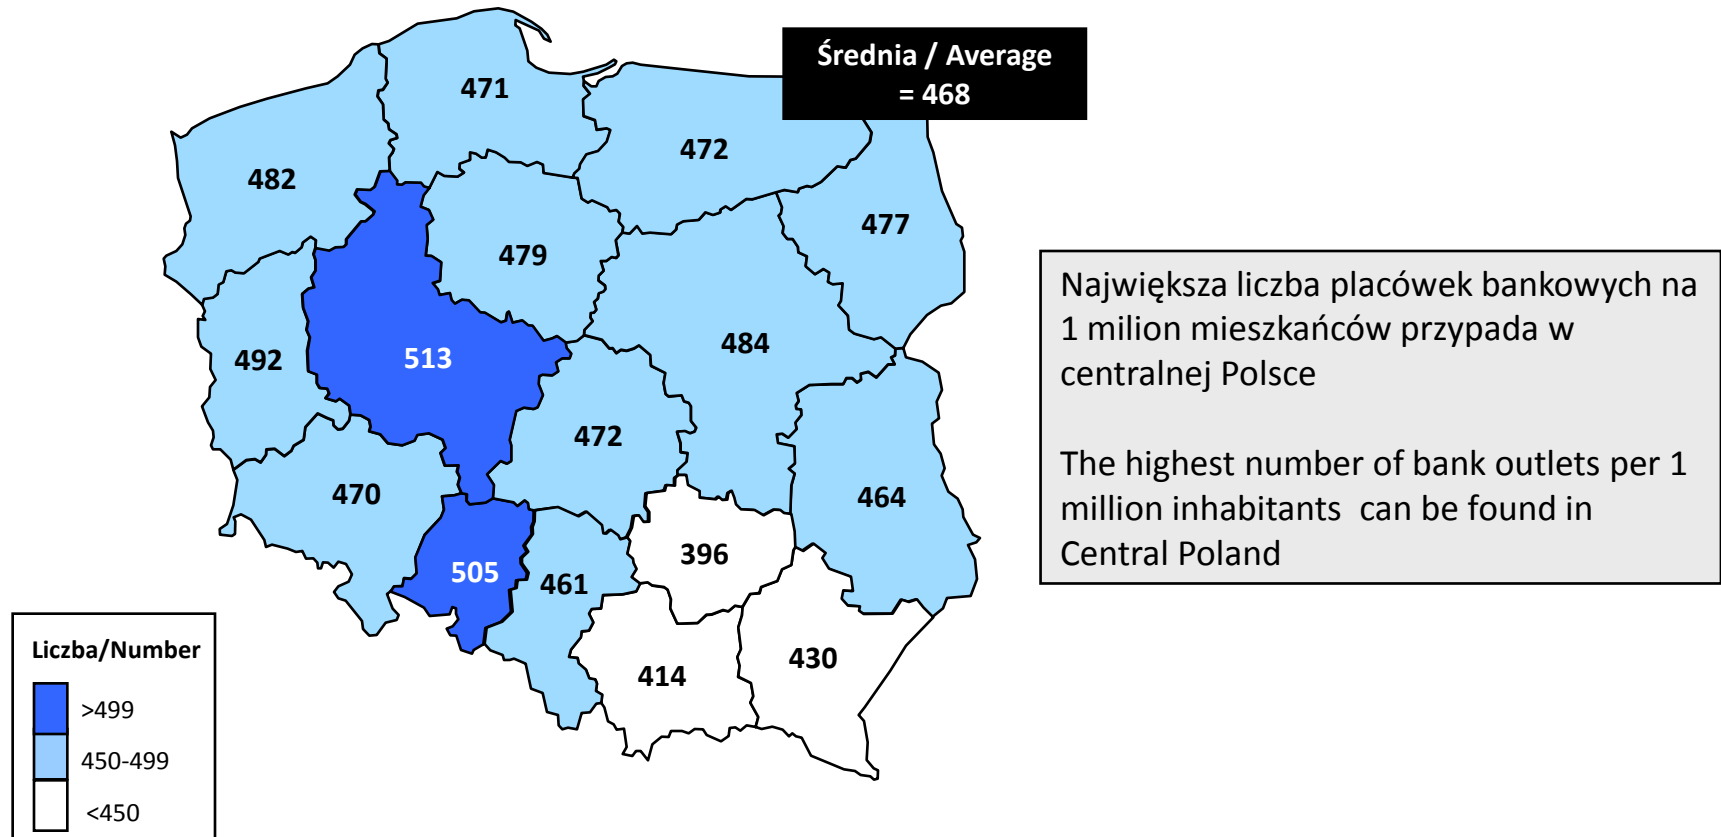 Średnia / Average
= 468
471
472
482
477
479
484
492
513
472
470
464
396
505
461
430
414
Największa liczba placówek bankowych na
1 milion mieszkańców przypada w
centralnej Polsce
The highest number of bank outlets per 1
million inhabitants can be found in
Central Poland
Liczba/Number
>499
450-499
<450